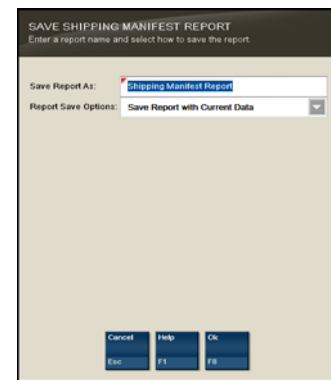 SAVE SHIPPING MANIFEST REPORT
Enter a report name and select how to save the report.
Save Report As: Shipping Manifest Report
Report Save Options: Save Report with Current Data
Cancel Help Ok
Esc F1 F8